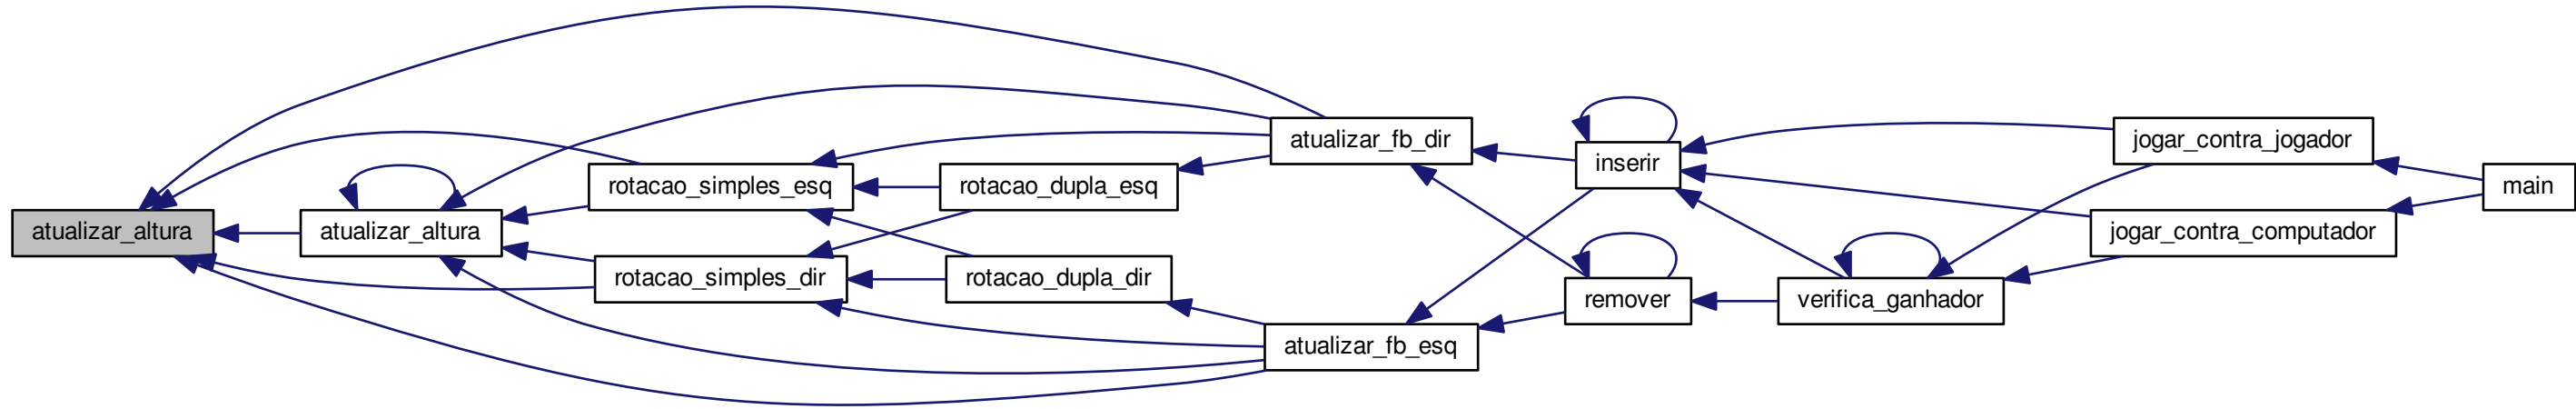 atualizar_altura
atualizar_altura
rotacao_simples_esq
rotacao_simples_dir
rotacao_dupla_esq
rotacao_dupla_dir
atualizar_fb_dir
atualizar_fb_esq
inserir
remover
verifica_ganhador
jogar_contra_jogador
jogar_contra_computador
main